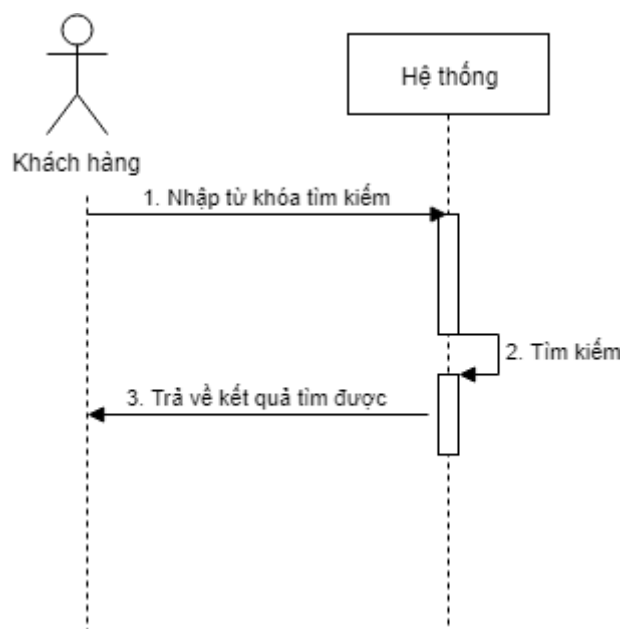 Hệ thống
Khách hàng
1. Nhập từ khóa tìm kiếm
2. Tìm kiếm
3. Trả về kết quả tìm được